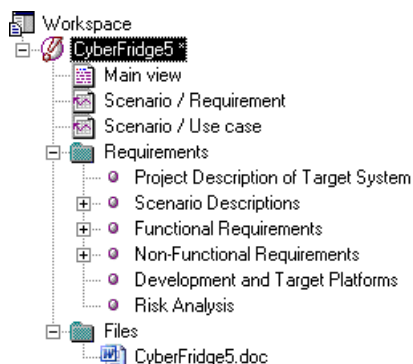 Workspace
CyberFridge5 *
Main view
Scenario / Requirement
Scenario / Use case
Requirements
Project Description of Target System
Scenario Descriptions
Functional Requirements
Non-Functional Requirements
Development and Target Platforms
Risk Analysis
Files
CyberFridge5.doc